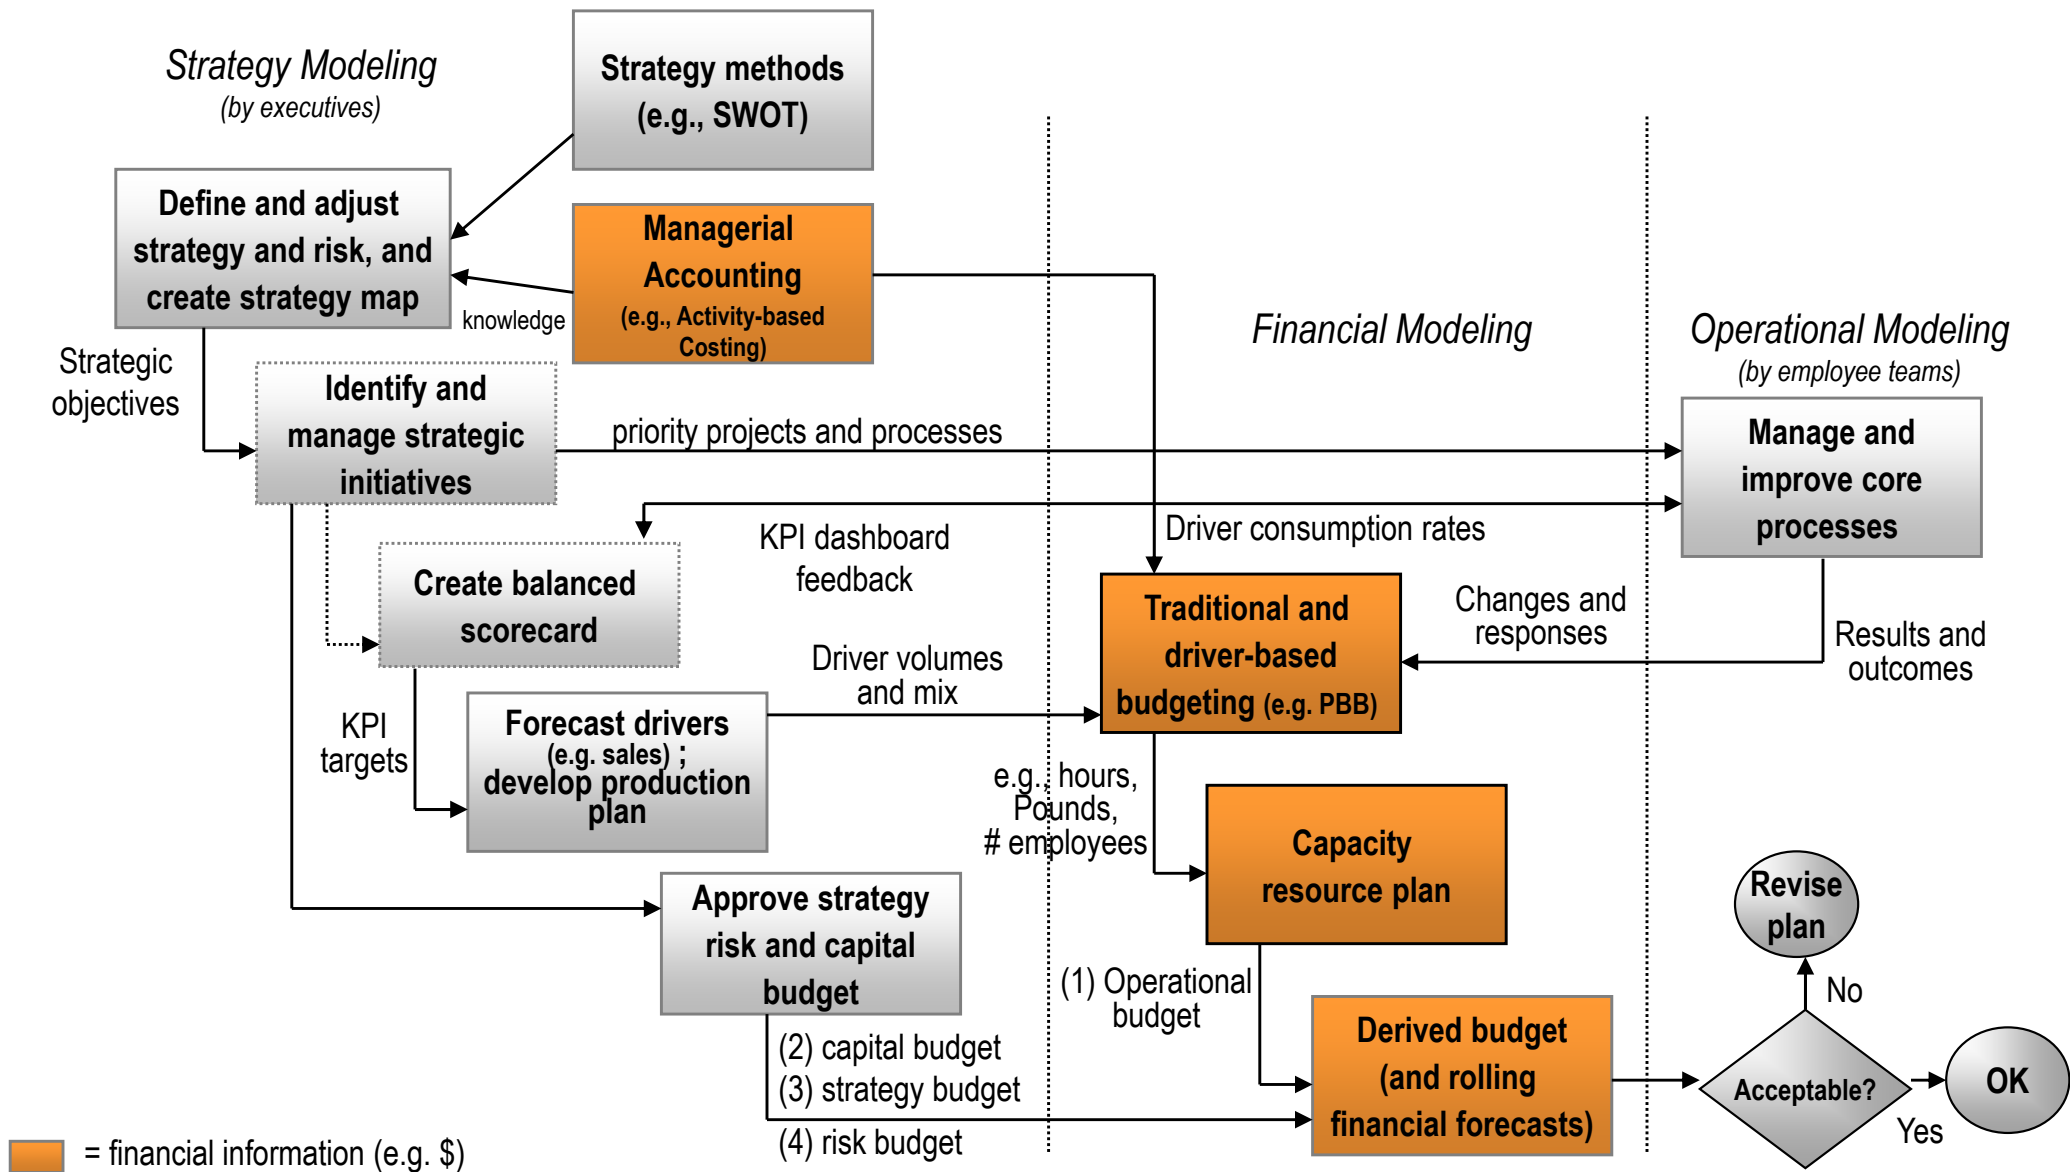 Strategy Modeling
(by executives)
Strategy methods
(e.g., SWOT)
Define and adjust
strategy and risk, and
create strategy map
Managerial
Accounting
(e.g., Activity-based
Costing)
knowledge
Financial Modeling
Operational Modeling
(by employee teams)
Strategic
objectives
Identify and
manage strategic
initiatives
priority projects and processes
Manage and
improve core
processes
KPI dashboard
feedback
Driver consumption rates
Create balanced
scorecard
Traditional and
driver-based
budgeting (e.g. PBB)
Changes and
responses
Results and
outcomes
Driver volumes
and mix
KPI
targets
Forecast drivers
(e.g. sales) ;
develop production
plan
e.g., hours,
Pounds,
# employees
Capacity
resource plan
Approve strategy
risk and capital
budget
Revise
plan
(1) Operational
budget
No
(2) capital budget
(3) strategy budget
(4) risk budget
Derived budget
(and rolling
financial forecasts)
Acceptable?
OK
Yes
= financial information (e.g. $)